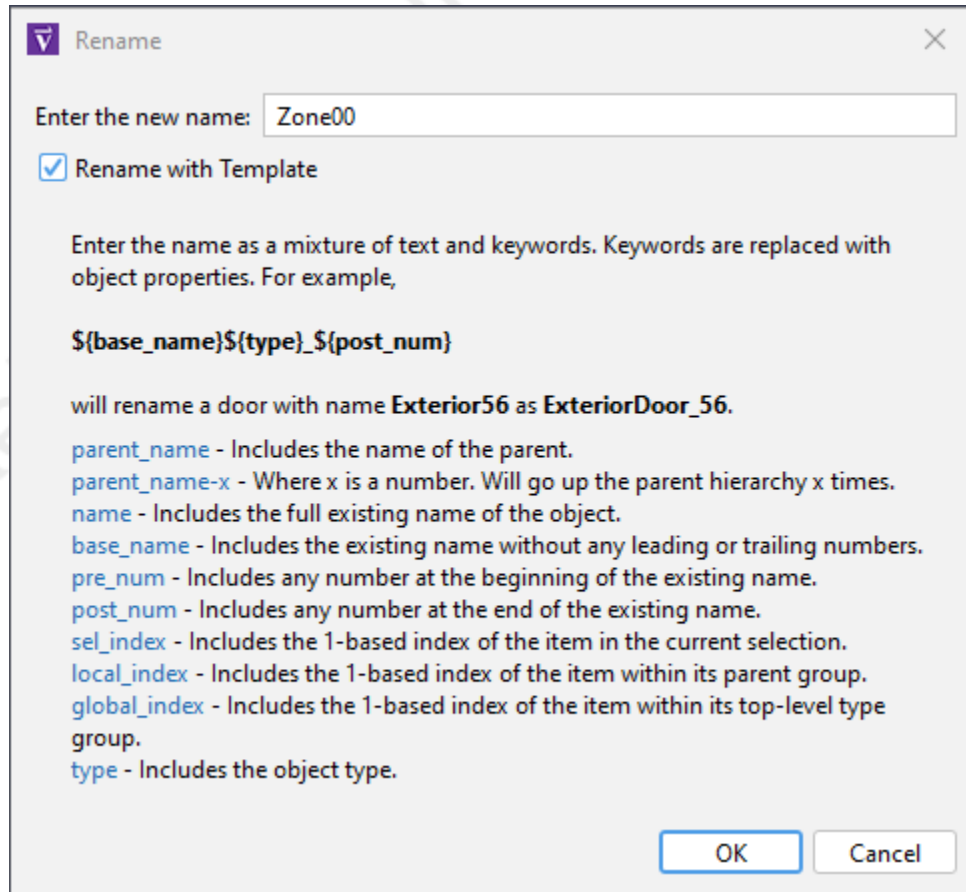 Rename
Enter the new name: Zone00
Rename with Template
Enter the name as a mixture of text and keywords. Keywords are replaced with
object properties. For example,
${base_name}${type}_${post_num}
will rename a door with name Exterior56 as ExteriorDoor_56.
parent_name - Includes the name of the parent.
parent_name-x - Where x is a number. Will go up the parent hierarchy x times.
name - Includes the full existing name of the object.
base_name - Includes the existing name without any leading or trailing numbers.
pre_num - Includes any number at the beginning of the existing name.
post_num - Includes any number at the end of the existing name.
sel_index - Includes the 1-based index of the item in the current selection.
local_index - Includes the 1-based index of the item within its parent group.
global_index - Includes the 1-based index of the item within its top-level type
group.
type - Includes the object type.
OK Cancel